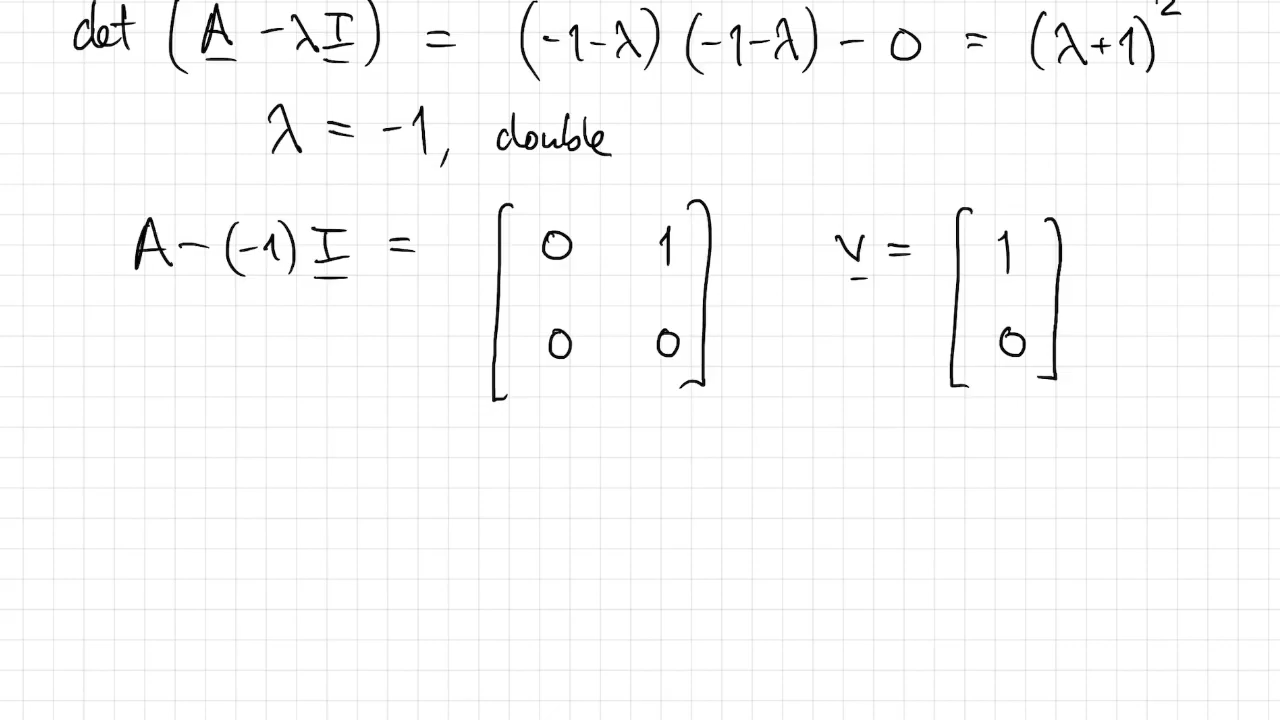 det (A - λI) = (-1-λ) (-1-λ) - 0 = (λ+1)²
λ = -1, double
A - (-1) I = [0 1
0 0] v = [1
0]